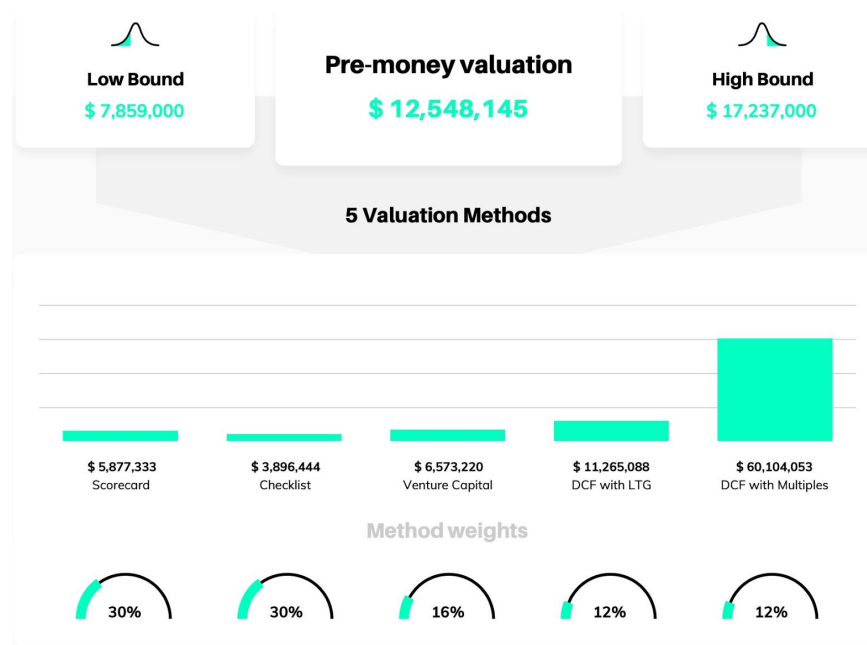 Low Bound
$ 7,859,000
Pre-money valuation
$ 12,548,145
High Bound
$ 17,237,000
5 Valuation Methods
$ 5,877,333
Scorecard
$ 3,896,444
Checklist
$ 6,573,220
Venture Capital
$ 11,265,088
DCF with LTG
$ 60,104,053
DCF with Multiples
Method weights
30%
30%
16%
12%
12%